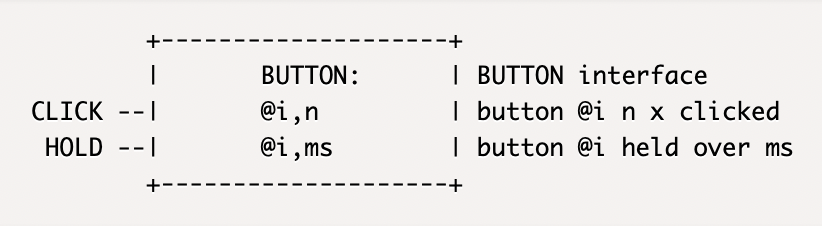 +--------------------+
|       BUTTON:      | BUTTON interface
CLICK --|       @i,n         | button @i n x clicked
HOLD --|       @i,ms        | button @i held over ms
+--------------------+